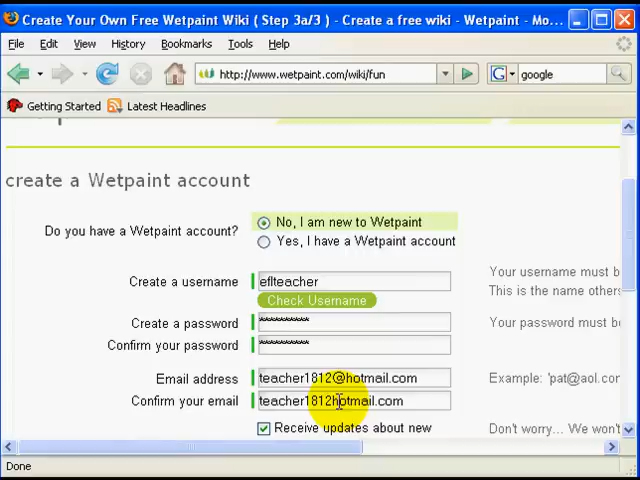 Create Your Own Free Wetpaint Wiki ( Step 3a/3 ) - Create a free wiki - Wetpaint - Mo...
File Edit View History Bookmarks Tools Help
http://www.wetpaint.com/wiki/fun
G google
Getting Started Latest Headlines
create a Wetpaint account
Do you have a Wetpaint account?
No, I am new to Wetpaint
Yes, I have a Wetpaint account
Create a username eflteacher
Your username must b
Check Username
This is the name others
Create a password **********
Your password must be
Confirm your password **********
Email address teacher1812@hotmail.com
Example: 'pat@aol.con
Confirm your email teacher1812hotmail.com
Receive updates about new
Don't worry... We won't
Done